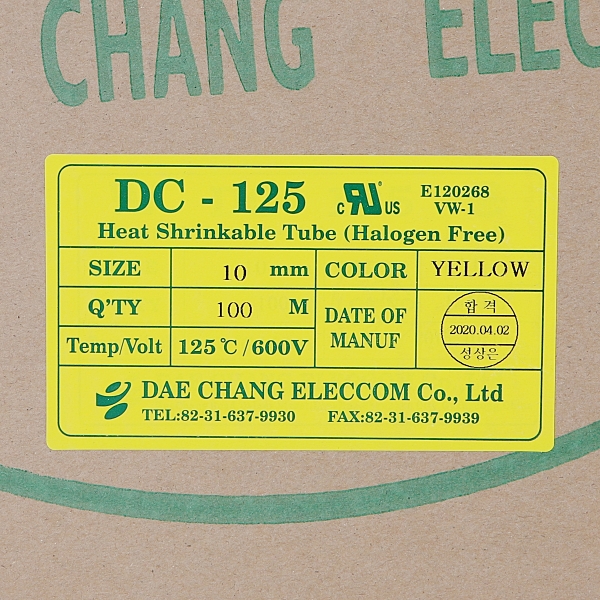 CHANG ELEC
DC - 125 c RU US E120268
VW-1
Heat Shrinkable Tube (Halogen Free)
SIZE 10 mm COLOR YELLOW
Q'TY 100 M
DATE OF MANUF
합격
2020.04.02
성상은
Temp/Volt 125℃/600V
DAE CHANG ELECCOM Co., Ltd
TEL:82-31-637-9930 FAX:82-31-637-9939